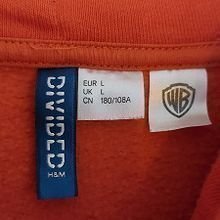 DIVIDED
H&M
EUR L
UK L
CN 180/108A
WB